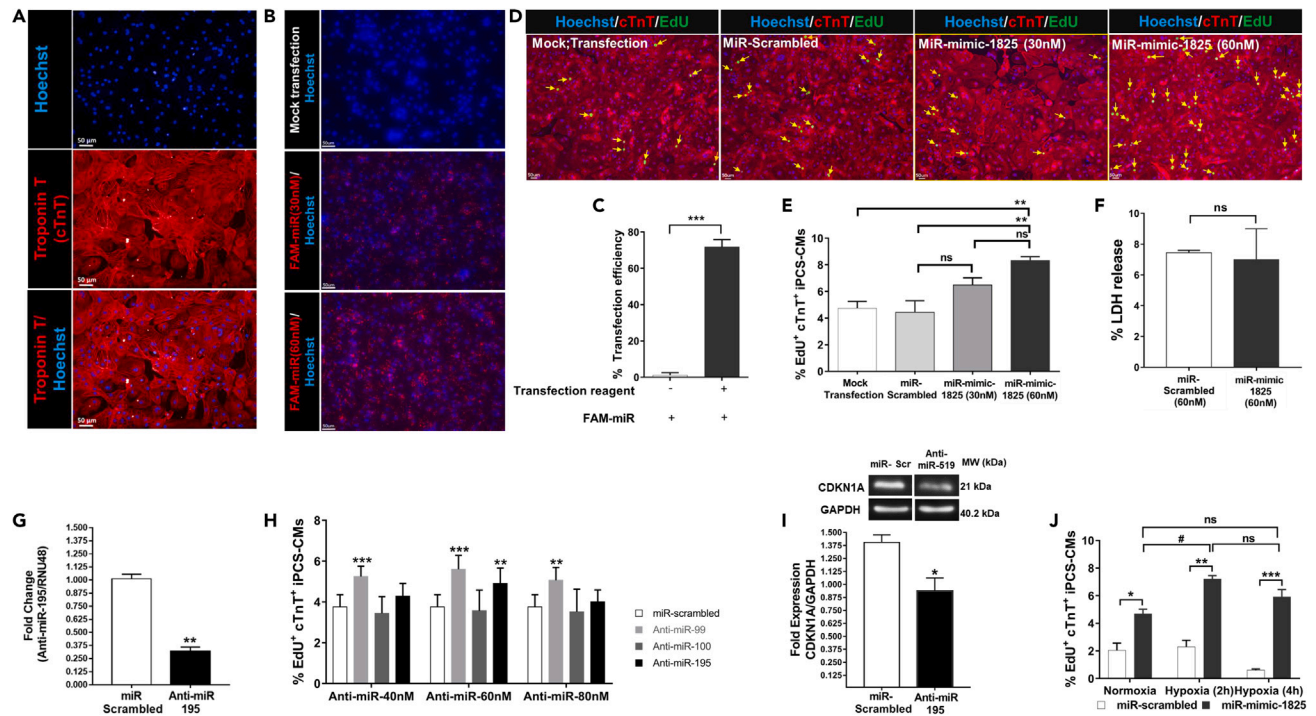 A
Hoechst
50 µm
Troponin T
(cTnT)
50 µm
Troponin T/
Hoechst
50 µm
B
Mock transfection
Hoechst
50µm
FAM-miR(30nM)/
Hoechst
50µm
FAM-miR(60nM)/
Hoechst
50µm
D
Hoechst/cTnT/EdU
Hoechst/cTnT/EdU
Hoechst/cTnT/EdU
Hoechst/cTnT/EdU
Mock;Transfection
MiR-Scrambled
MiR-mimic-1825 (30nM)
MiR-mimic-1825 (60nM)
50µm
50µm
50µm
50µm
C
% Transfection efficiency
80
60
40
20
0
***
Transfection reagent
- +
FAM-miR
+ +
E
% EdU+ cTnT+ iPCS-CMs
10
8
6
4
2
0
**
**
ns
ns
Mock
Transfection
miR-
Scrambled
miR-mimic-
1825 (30nM)
miR-mimic-
1825 (60nM)
F
% LDH release
10
9
8
7
6
5
4
3
2
1
0
ns
miR-
Scrambled
(60nM)
miR-mimic
1825
(60nM)
G
Fold Change
(Anti-miR-195/RNU48)
1.500
1.375
1.250
1.125
1.000
0.875
0.750
0.625
0.500
0.375
0.250
0.125
0.000
**
miR
Scrambled
Anti-miR
195
H
% EdU+ cTnT+ iPCS-CMs
8
6
4
2
0
***
***
**
**
Anti-miR-40nM
Anti-miR-60nM
Anti-miR-80nM
miR-scrambled
Anti-miR-99
Anti-miR-100
Anti-miR-195
miR- Scr
Anti-
miR-519
MW (kDa)
CDKN1A
21 kDa
GAPDH
40.2 kDa
I
Fold Expression
CDKN1A/GAPDH
1.500
1.375
1.250
1.125
1.000
0.875
0.750
0.625
0.500
0.375
0.250
0.125
*
miR-
Scrambled
Anti-miR
195
J
% EdU+ cTnT+ iPCS-CMs
10
8
6
4
2
0
ns
#
ns
*
**
***
Normoxia
Hypoxia (2h)
Hypoxia (4h)
miR-scrambled
miR-mimic-1825